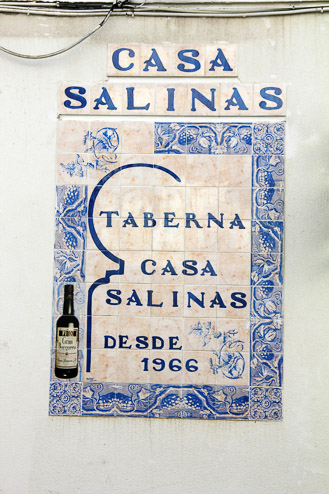 CASA
SALINAS
TABERNA
CASA
SALINAS
DESDE
1966